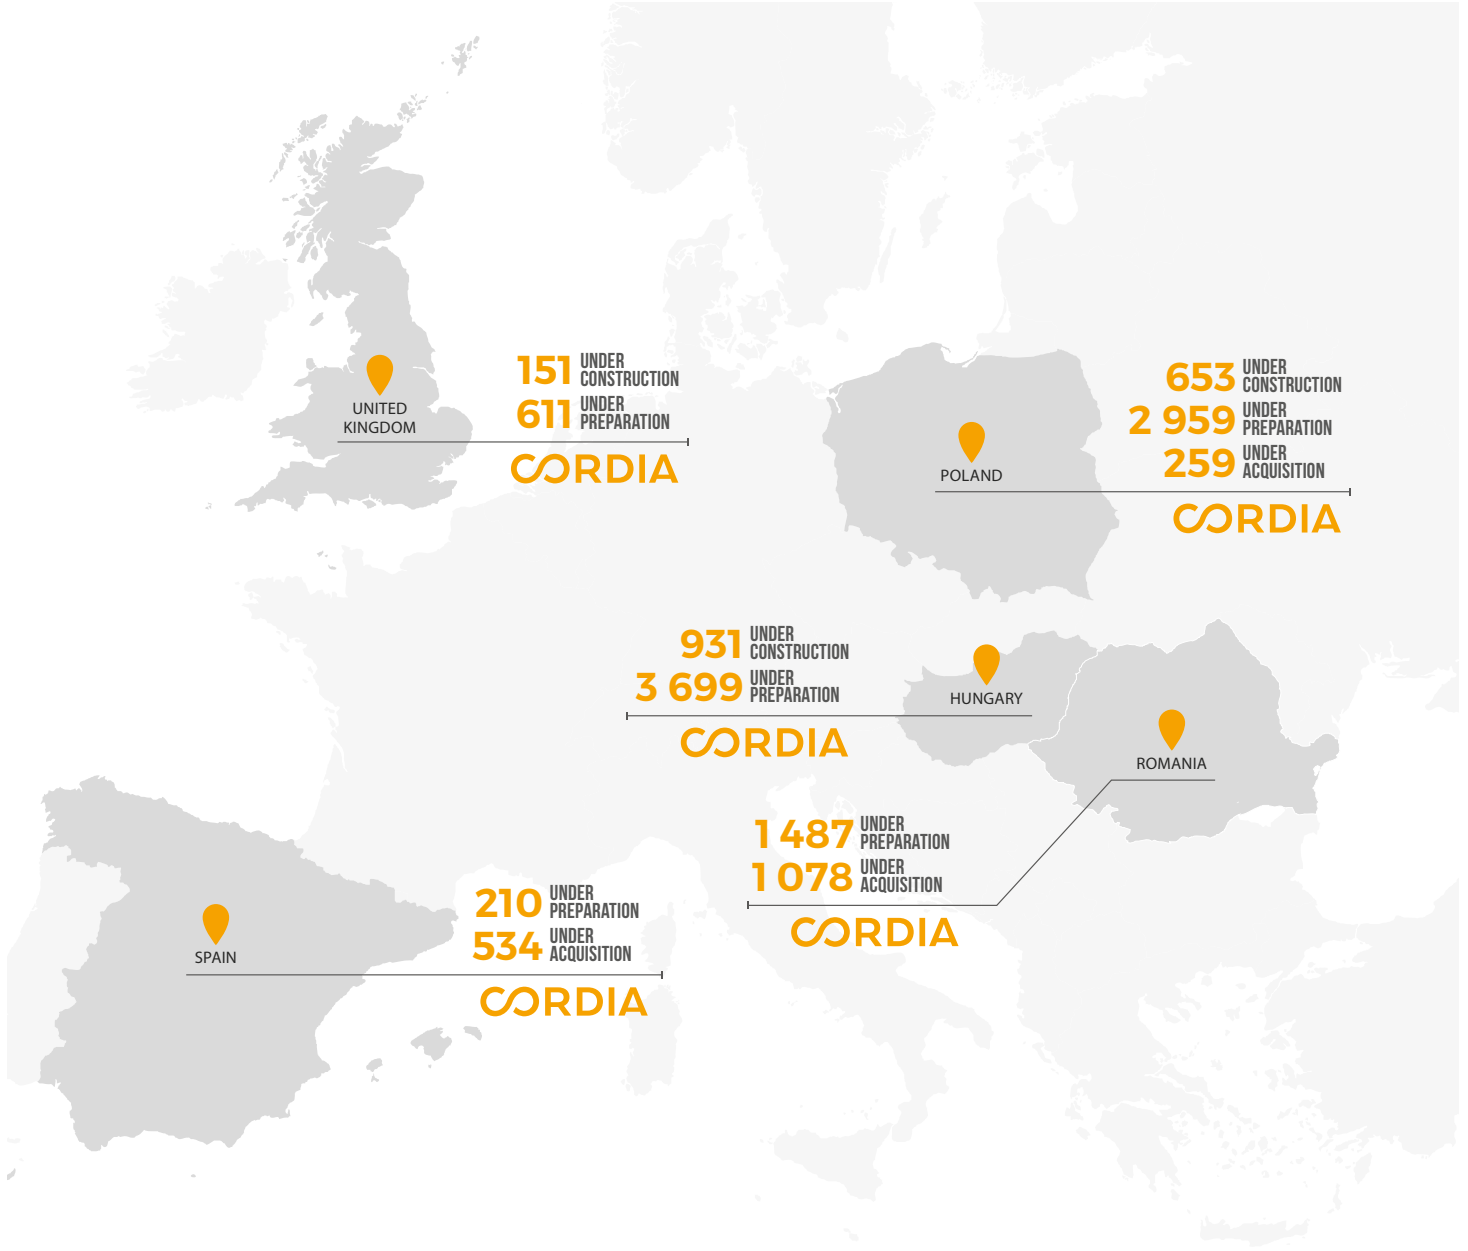 151 UNDER
CONSTRUCTION
611 UNDER
PREPARATION
UNITED
KINGDOM
CORDIA
653 UNDER
CONSTRUCTION
2 959 UNDER
PREPARATION
259 UNDER
ACQUISITION
POLAND
CORDIA
931 UNDER
CONSTRUCTION
3 699 UNDER
PREPARATION
HUNGARY
CORDIA
ROMANIA
1 487 UNDER
PREPARATION
1 078 UNDER
ACQUISITION
CORDIA
210 UNDER
PREPARATION
534 UNDER
ACQUISITION
SPAIN
CORDIA